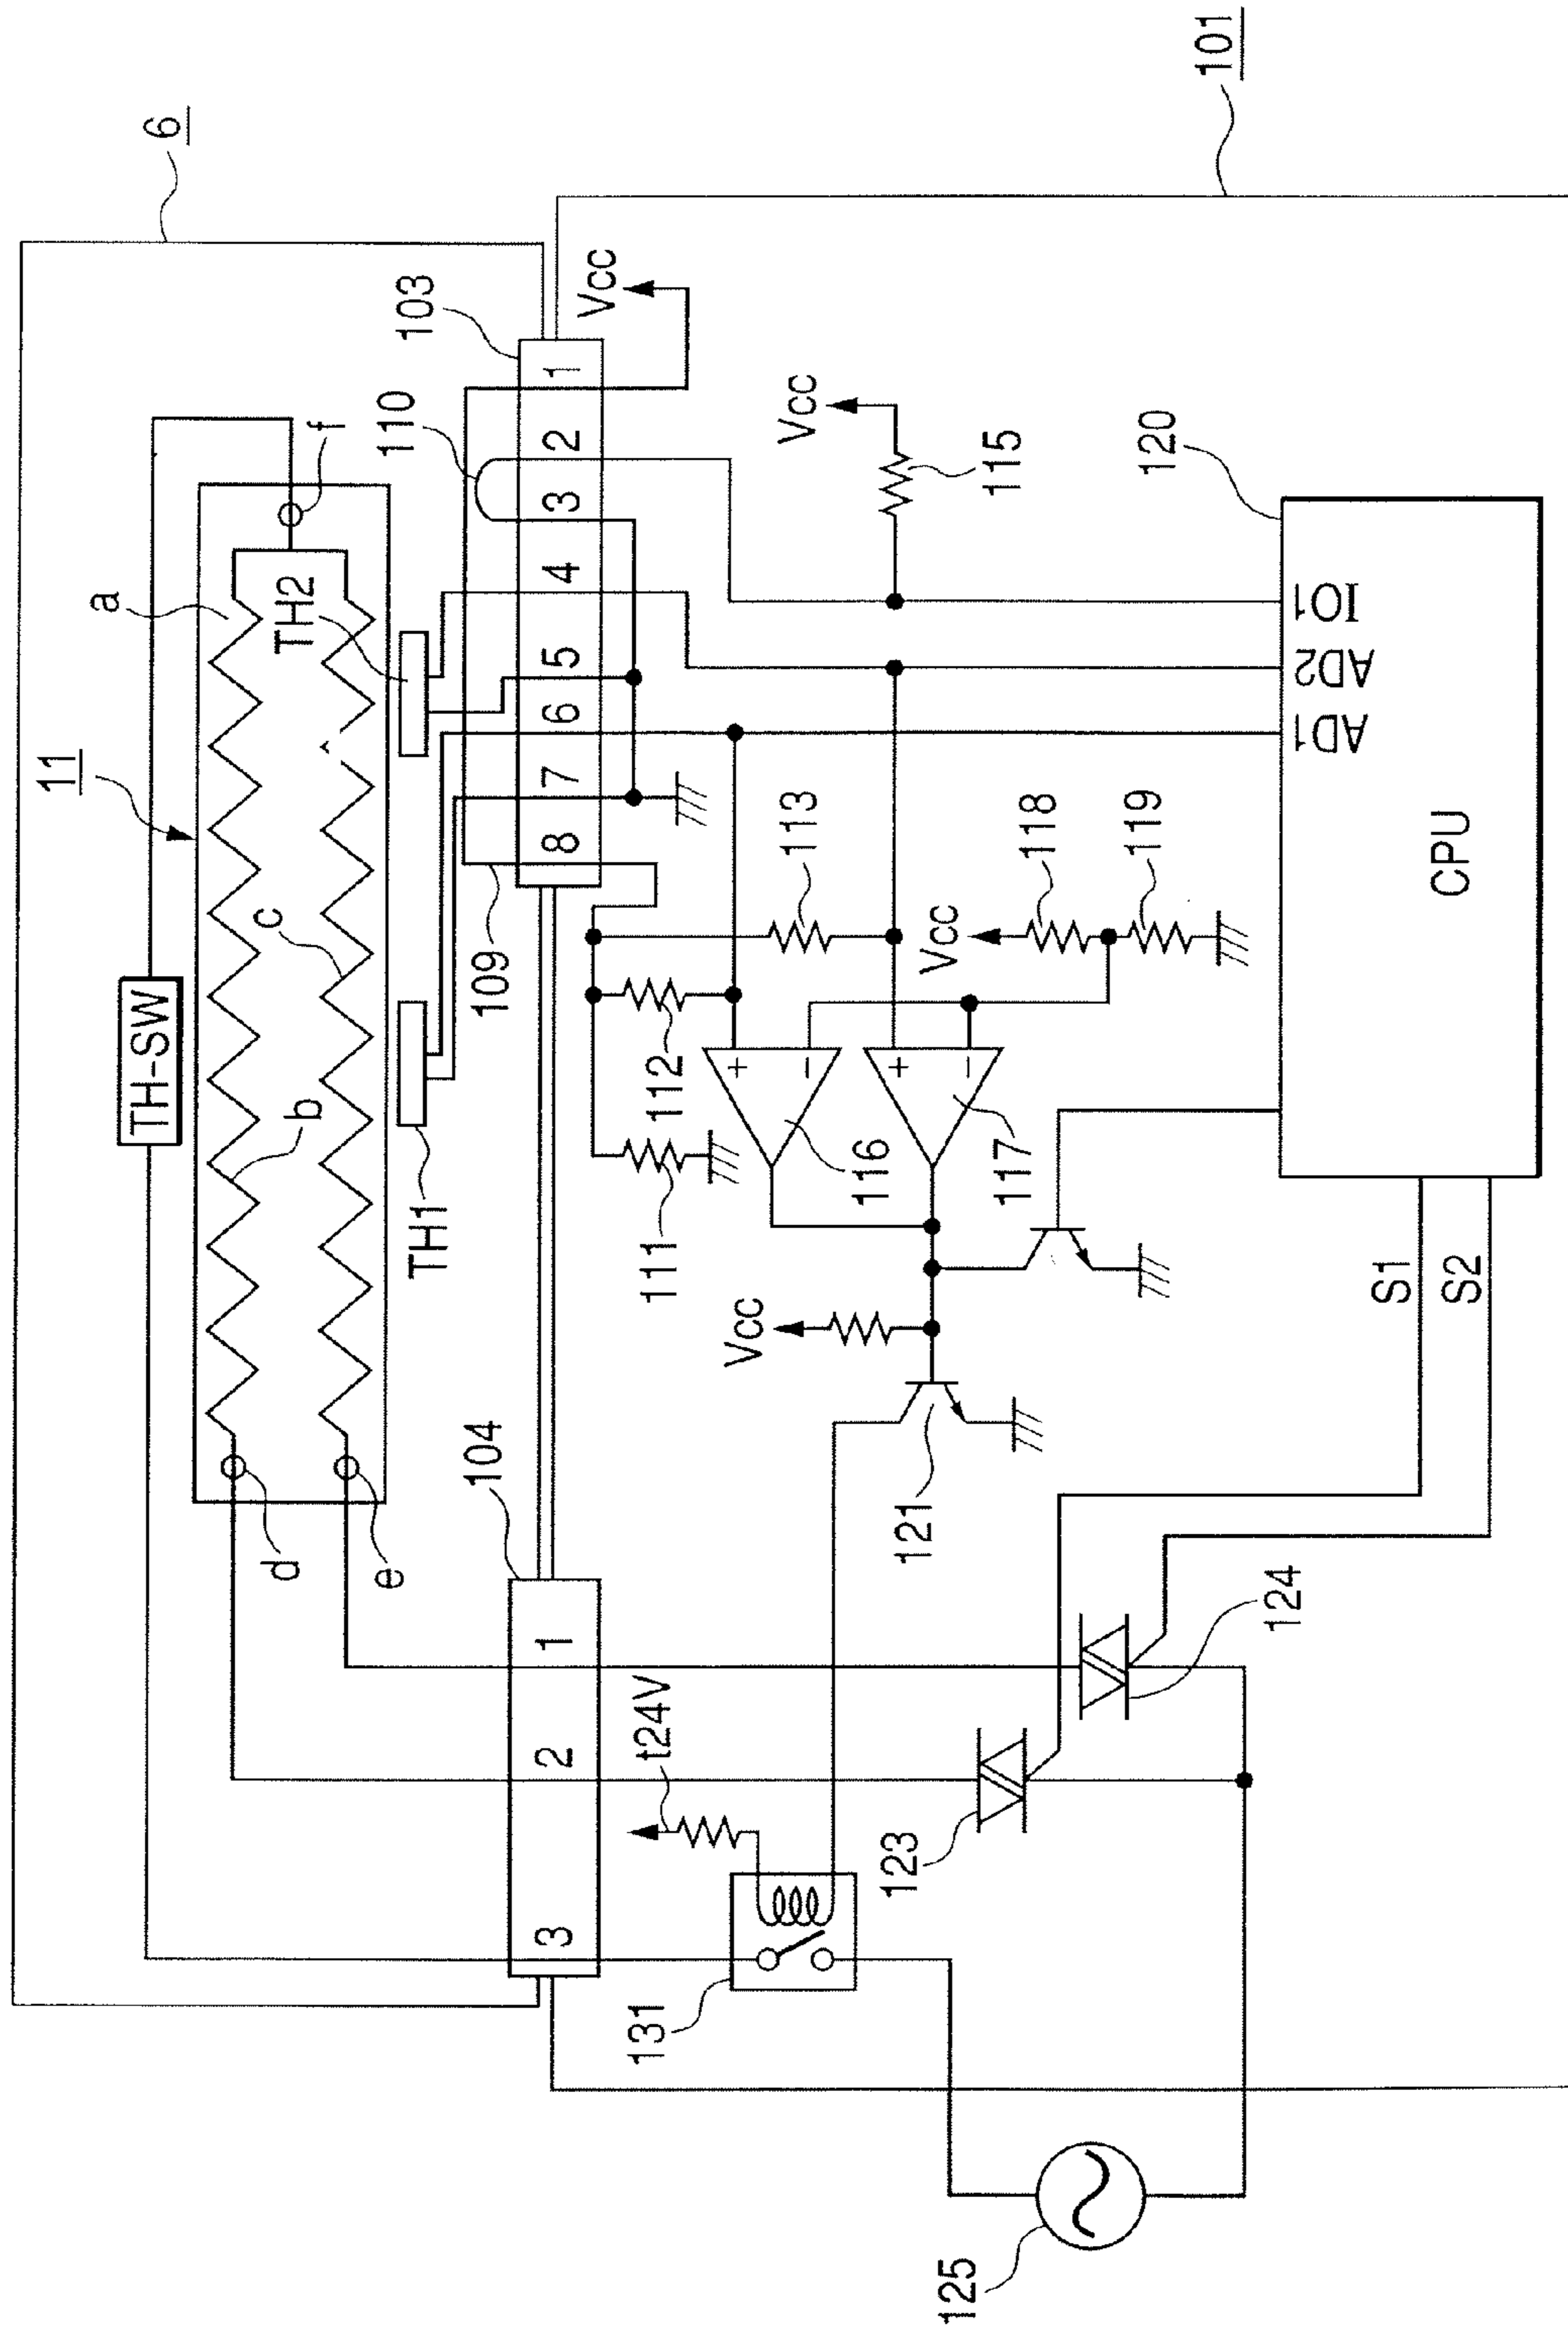 6
101
11
a
f
TH2
110
103
Vcc
TH-SW
c
b
TH1
109
8 7 6 5 4 3 2 1
d
e
104
3 2 1
Vcc
115
113
112
111
116
117
Vcc
118
119
+
−
+
−
120
AD1 AD2 IO1
CPU
Vcc
121
S1
S2
t24V
131
123
124
125